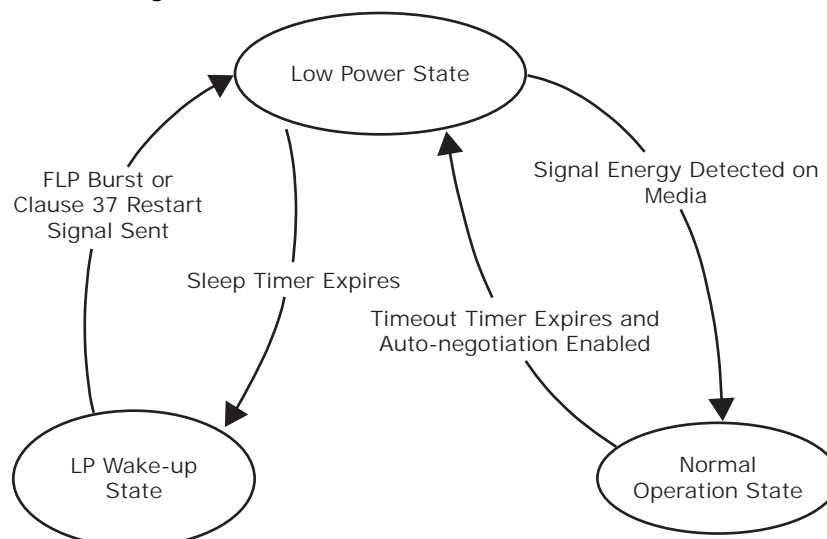 Low Power State
Signal Energy Detected on
Media
FLP Burst or
Clause 37 Restart
Signal Sent
Sleep Timer Expires
Timeout Timer Expires and
Auto-negotiation Enabled
LP Wake-up
State
Normal
Operation State